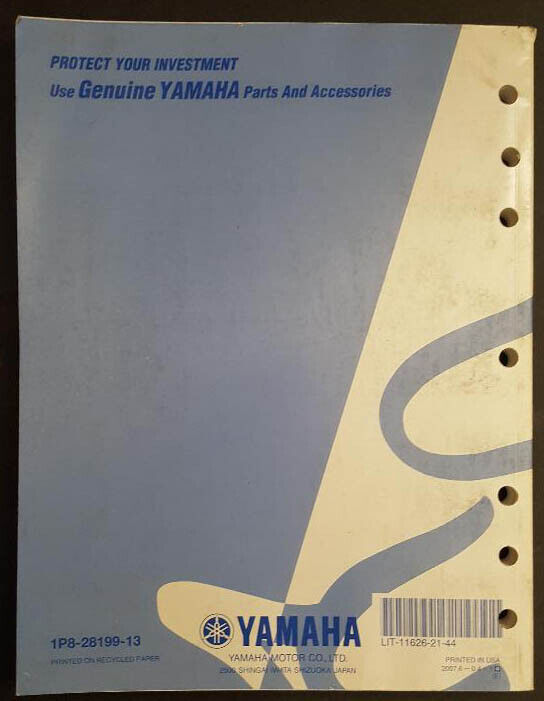 PROTECT YOUR INVESTMENT
Use Genuine YAMAHA Parts And Accessories
YAMAHA
1P8-28199-13
PRINTED ON RECYCLED PAPER
YAMAHA MOTOR CO., LTD.
2500 SHINGAI IWATA SHIZUOKA JAPAN
LIT-11626-21-44
PRINTED IN USA